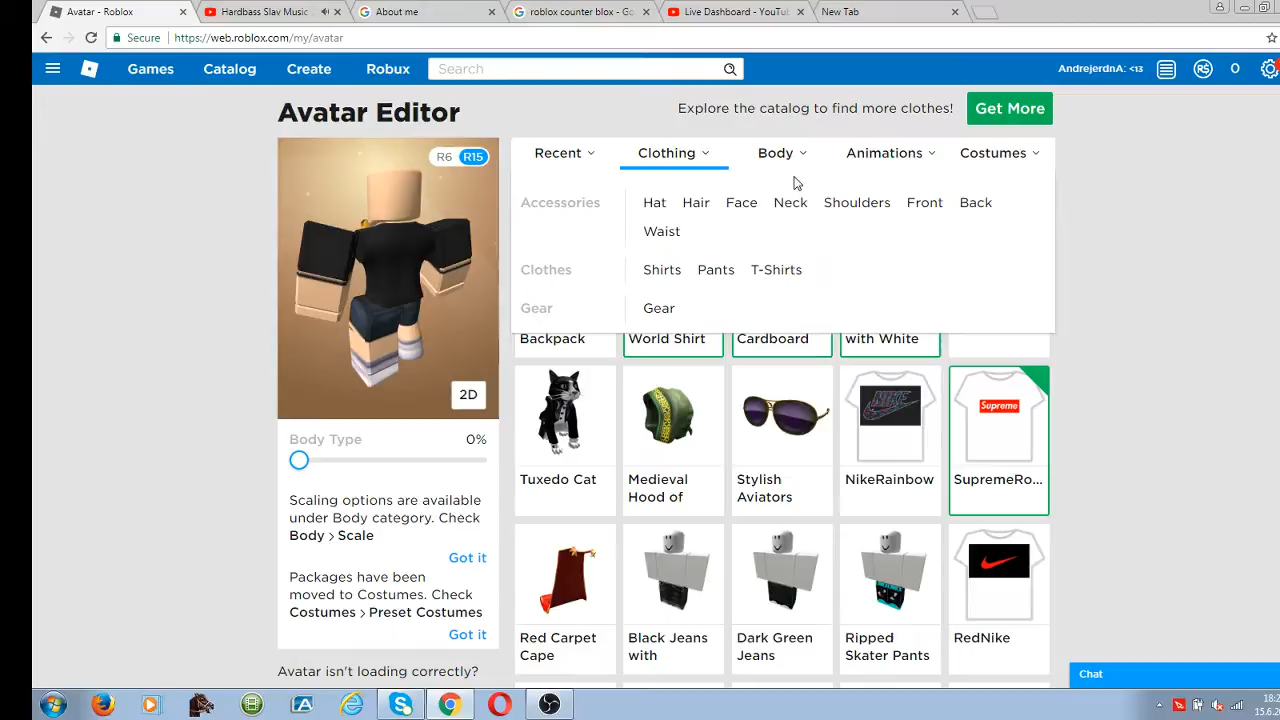 Avatar - Roblox
Hardbass Slav Music
About me
roblox counter blox - Go
Live Dashboard - YouTu
New Tab
Secure
https://web.roblox.com/my/avatar
Games
Catalog
Create
Robux
Search
AndrejerdnA: <13
R$
0
Avatar Editor
Explore the catalog to find more clothes!
Get More
R6 R15
Recent
Clothing
Body
Animations
Costumes
Accessories
Hat Hair Face Neck Shoulders Front Back
Waist
Clothes
Shirts Pants T-Shirts
Gear
Gear
2D
Backpack
World Shirt
Cardboard
with White
Body Type 0%
Scaling options are available
under Body category. Check
Body > Scale
Got it
Packages have been
moved to Costumes. Check
Costumes > Preset Costumes
Got it
Avatar isn't loading correctly?
Supreme
Tuxedo Cat
Medieval
Hood of
Stylish
Aviators
NikeRainbow
SupremeRo...
Red Carpet
Cape
Black Jeans
with
Dark Green
Jeans
Ripped
Skater Pants
RedNike
Chat
18:2
15.6.2